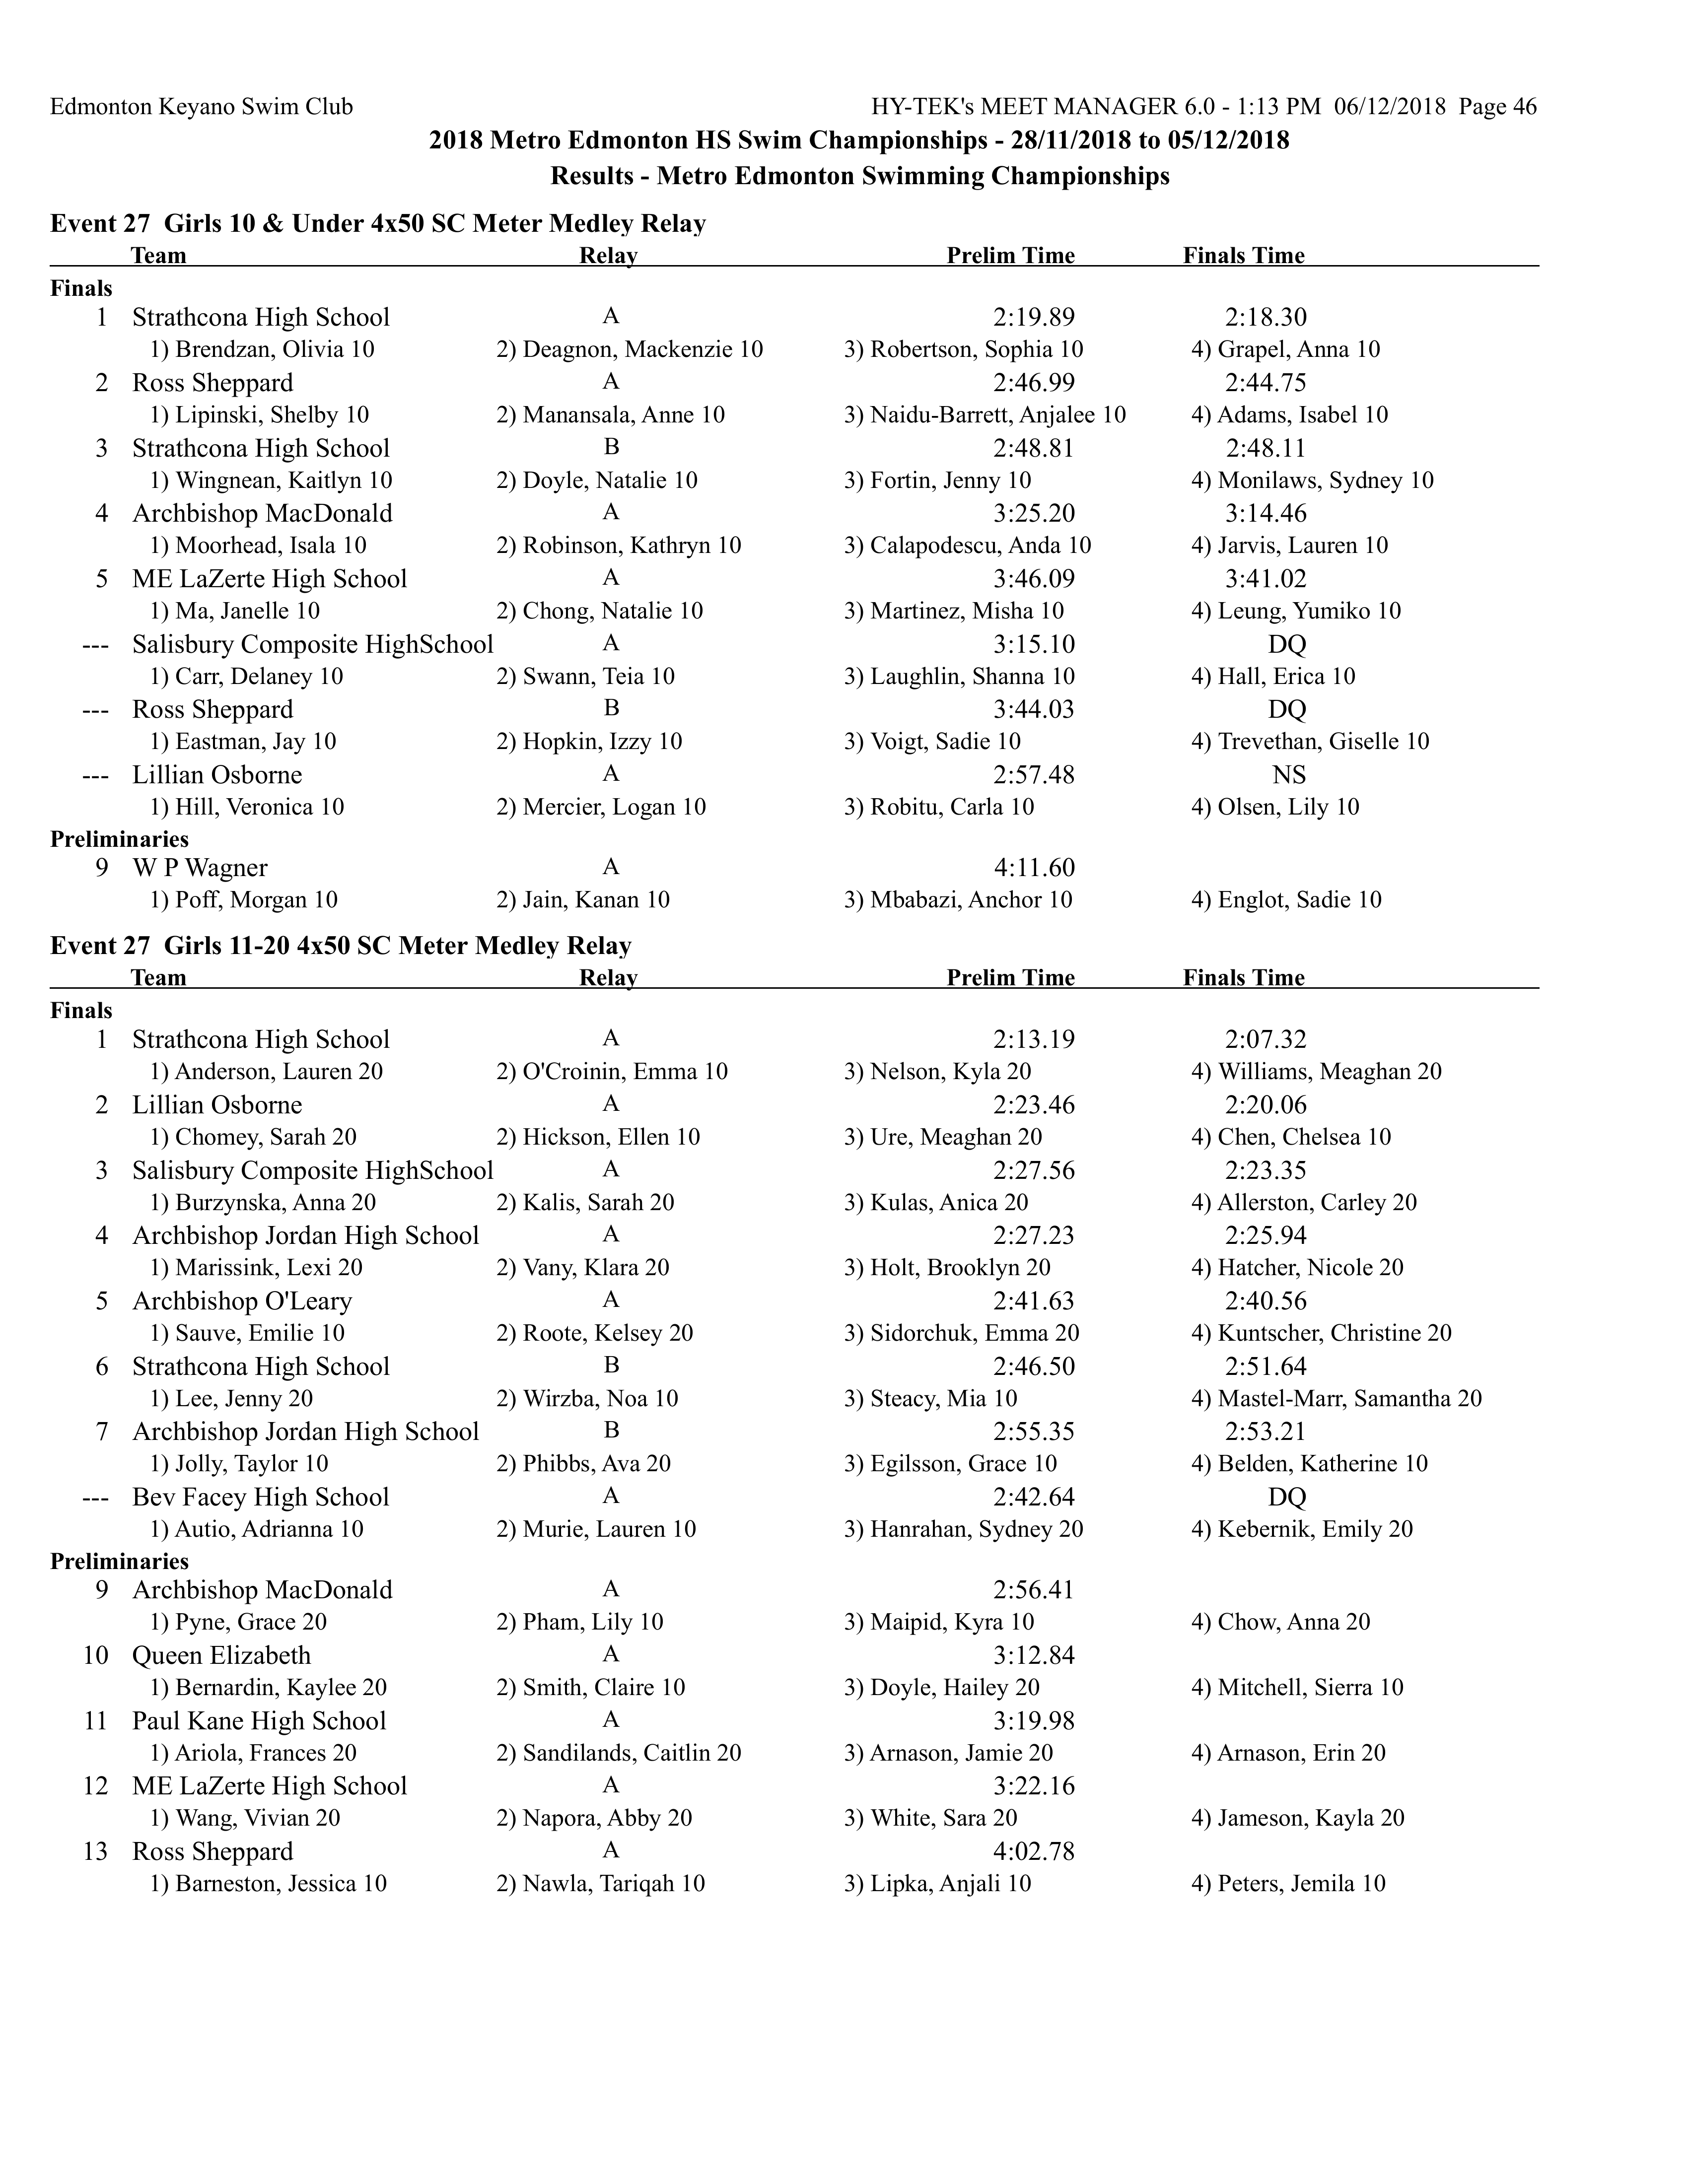 Edmonton Keyano Swim Club HY-TEK's MEET MANAGER 6.0 - 1:13 PM 06/12/2018 Page 46
2018 Metro Edmonton HS Swim Championships - 28/11/2018 to 05/12/2018
Results - Metro Edmonton Swimming Championships
Event 27 Girls 10 & Under 4x50 SC Meter Medley Relay
Team Relay Prelim Time Finals Time
Finals
1 Strathcona High School A 2:19.89 2:18.30
1) Brendzan, Olivia 10 2) Deagnon, Mackenzie 10 3) Robertson, Sophia 10 4) Grapel, Anna 10
2 Ross Sheppard A 2:46.99 2:44.75
1) Lipinski, Shelby 10 2) Manansala, Anne 10 3) Naidu-Barrett, Anjalee 10 4) Adams, Isabel 10
3 Strathcona High School B 2:48.81 2:48.11
1) Wingnean, Kaitlyn 10 2) Doyle, Natalie 10 3) Fortin, Jenny 10 4) Monilaws, Sydney 10
4 Archbishop MacDonald A 3:25.20 3:14.46
1) Moorhead, Isala 10 2) Robinson, Kathryn 10 3) Calapodescu, Anda 10 4) Jarvis, Lauren 10
5 ME LaZerte High School A 3:46.09 3:41.02
1) Ma, Janelle 10 2) Chong, Natalie 10 3) Martinez, Misha 10 4) Leung, Yumiko 10
--- Salisbury Composite HighSchool A 3:15.10 DQ
1) Carr, Delaney 10 2) Swann, Teia 10 3) Laughlin, Shanna 10 4) Hall, Erica 10
--- Ross Sheppard B 3:44.03 DQ
1) Eastman, Jay 10 2) Hopkin, Izzy 10 3) Voigt, Sadie 10 4) Trevethan, Giselle 10
--- Lillian Osborne A 2:57.48 NS
1) Hill, Veronica 10 2) Mercier, Logan 10 3) Robitu, Carla 10 4) Olsen, Lily 10
Preliminaries
9 W P Wagner A 4:11.60
1) Poff, Morgan 10 2) Jain, Kanan 10 3) Mbabazi, Anchor 10 4) Englot, Sadie 10
Event 27 Girls 11-20 4x50 SC Meter Medley Relay
Team Relay Prelim Time Finals Time
Finals
1 Strathcona High School A 2:13.19 2:07.32
1) Anderson, Lauren 20 2) O'Croinin, Emma 10 3) Nelson, Kyla 20 4) Williams, Meaghan 20
2 Lillian Osborne A 2:23.46 2:20.06
1) Chomey, Sarah 20 2) Hickson, Ellen 10 3) Ure, Meaghan 20 4) Chen, Chelsea 10
3 Salisbury Composite HighSchool A 2:27.56 2:23.35
1) Burzynska, Anna 20 2) Kalis, Sarah 20 3) Kulas, Anica 20 4) Allerston, Carley 20
4 Archbishop Jordan High School A 2:27.23 2:25.94
1) Marissink, Lexi 20 2) Vany, Klara 20 3) Holt, Brooklyn 20 4) Hatcher, Nicole 20
5 Archbishop O'Leary A 2:41.63 2:40.56
1) Sauve, Emilie 10 2) Roote, Kelsey 20 3) Sidorchuk, Emma 20 4) Kuntscher, Christine 20
6 Strathcona High School B 2:46.50 2:51.64
1) Lee, Jenny 20 2) Wirzba, Noa 10 3) Steacy, Mia 10 4) Mastel-Marr, Samantha 20
7 Archbishop Jordan High School B 2:55.35 2:53.21
1) Jolly, Taylor 10 2) Phibbs, Ava 20 3) Egilsson, Grace 10 4) Belden, Katherine 10
--- Bev Facey High School A 2:42.64 DQ
1) Autio, Adrianna 10 2) Murie, Lauren 10 3) Hanrahan, Sydney 20 4) Kebernik, Emily 20
Preliminaries
9 Archbishop MacDonald A 2:56.41
1) Pyne, Grace 20 2) Pham, Lily 10 3) Maipid, Kyra 10 4) Chow, Anna 20
10 Queen Elizabeth A 3:12.84
1) Bernardin, Kaylee 20 2) Smith, Claire 10 3) Doyle, Hailey 20 4) Mitchell, Sierra 10
11 Paul Kane High School A 3:19.98
1) Ariola, Frances 20 2) Sandilands, Caitlin 20 3) Arnason, Jamie 20 4) Arnason, Erin 20
12 ME LaZerte High School A 3:22.16
1) Wang, Vivian 20 2) Napora, Abby 20 3) White, Sara 20 4) Jameson, Kayla 20
13 Ross Sheppard A 4:02.78
1) Barneston, Jessica 10 2) Nawla, Tariqah 10 3) Lipka, Anjali 10 4) Peters, Jemila 10